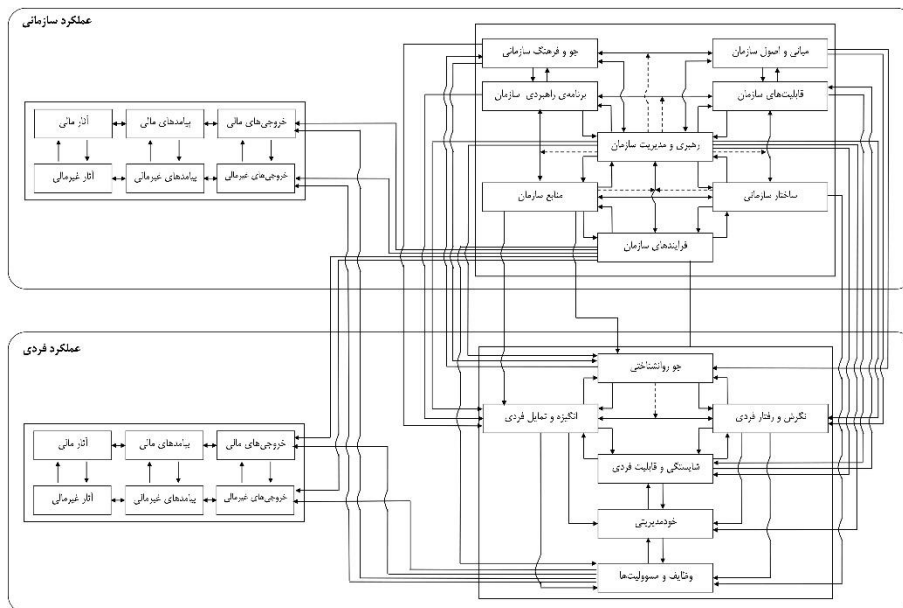 عملکرد سازمانی
مبانی و اصول سازمان
جو و فرهنگ سازمانی
قابلیت‌های سازمان
برنامه‌ی راهبردی سازمان
رهبری و مدیریت سازمان
ساختار سازمانی
منابع سازمان
فرایندهای سازمان
خروجی‌های مالی
پیامدهای مالی
آثار مالی
خروجی‌های غیرمالی
پیامدهای غیرمالی
آثار غیرمالی
عملکرد فردی
جو روانشناختی
نگرش و رفتار فردی
انگیزه و تمایل فردی
شایستگی و قابلیت فردی
خودمدیریتی
وظایف و مسوولیت‌ها
خروجی‌های مالی
پیامدهای مالی
آثار مالی
خروجی‌های غیرمالی
پیامدهای غیرمالی
آثار غیرمالی